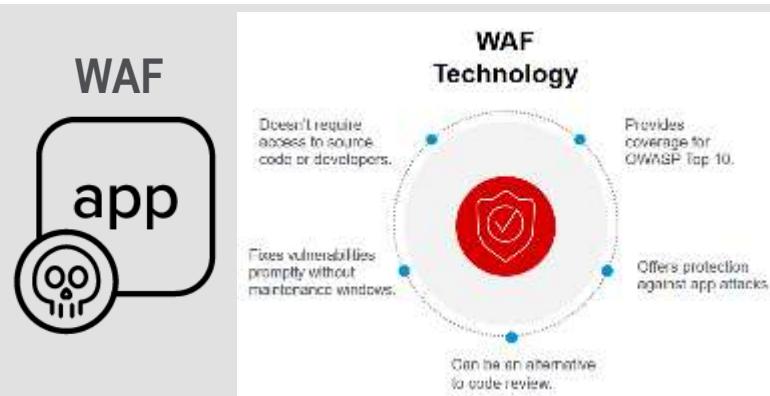 WAF
app
WAF
Technology
Doesn't require
access to source
code or developers.
Provides
coverage for
OWASP Top 10.
Fixes vulnerabilities
promptly without
maintenance windows.
Offers protection
against app attacks
Can be an alternative
to code review.